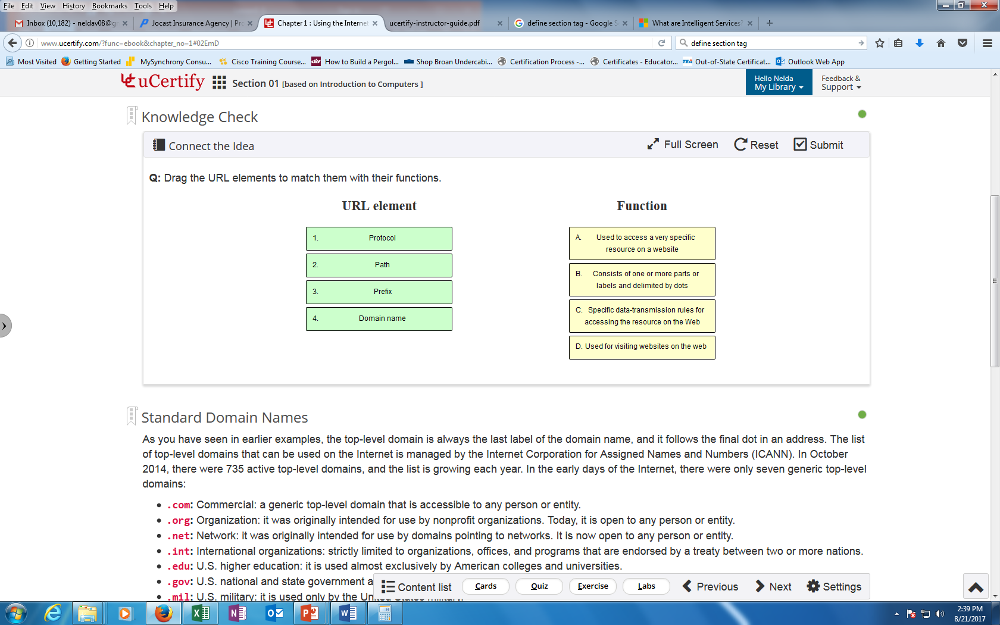 File Edit View History Bookmarks Tools Help
Inbox (10,182) - neldav08@gr
Jocast Insurance Agency | Pro
Chapter 1 : Using the Internet
ucertify-instructor-guide.pdf
define section tag - Google S
What are Intelligent Services?
www.ucertify.com/?func=ebook&chapter_no=1#02EmD
define section tag
Most Visited Getting Started MySynchrony Consu... Cisco Training Course... How to Build a Pergol... Shop Broan Undercabi... Certification Process -... Certificates - Educator... TEA Out-of-State Certificat... Outlook Web App
uCertify Section 01 [based on Introduction to Computers ]
Hello Nelda
My Library
Feedback &
Support
Knowledge Check
Connect the Idea
Full Screen Reset Submit
Q: Drag the URL elements to match them with their functions.
URL element
1. Protocol
2. Path
3. Prefix
4. Domain name
Function
A. Used to access a very specific
resource on a website
B. Consists of one or more parts or
labels and delimited by dots
C. Specific data-transmission rules for
accessing the resource on the Web
D. Used for visiting websites on the web
Standard Domain Names
As you have seen in earlier examples, the top-level domain is always the last label of the domain name, and it follows the final dot in an address. The list
of top-level domains that can be used on the Internet is managed by the Internet Corporation for Assigned Names and Numbers (ICANN). In October
2014, there were 735 active top-level domains, and the list is growing each year. In the early days of the Internet, there were only seven generic top-level
domains:
• .com: Commercial: a generic top-level domain that is accessible to any person or entity.
• .org: Organization: it was originally intended for use by nonprofit organizations. Today, it is open to any person or entity.
• .net: Network: it was originally intended for use by domains pointing to networks. It is now open to any person or entity.
• .int: International organizations: strictly limited to organizations, offices, and programs that are endorsed by a treaty between two or more nations.
• .edu: U.S. higher education: it is used almost exclusively by American colleges and universities.
• .gov: U.S. national and state government a
• .mil: U.S. military: it is used only by the United States military.
Content list Cards Quiz Exercise Labs Previous Next Settings
2:39 PM
8/21/2017